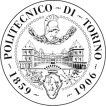 POLITECNICO · DI · TORINO
1859
1906